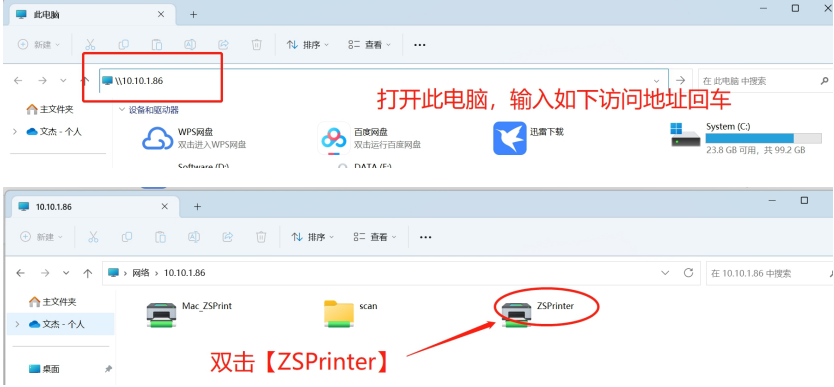 此电脑
新建
排序
查看
\\10.10.1.86
在 此电脑 中搜索
打开此电脑，输入如下访问地址回车
主文件夹
文杰 - 个人
设备和驱动器
WPS网盘
双击进入WPS网盘
百度网盘
双击运行百度网盘
迅雷下载
System (C:)
23.8 GB 可用，共 99.2 GB
Software (D:)
DATA (E:)
10.10.1.86
新建
排序
查看
网络 › 10.10.1.86
在 10.10.1.86 中搜索
主文件夹
文杰 - 个人
桌面
Mac_ZSPrint
scan
ZSPrinter
双击【ZSPrinter】